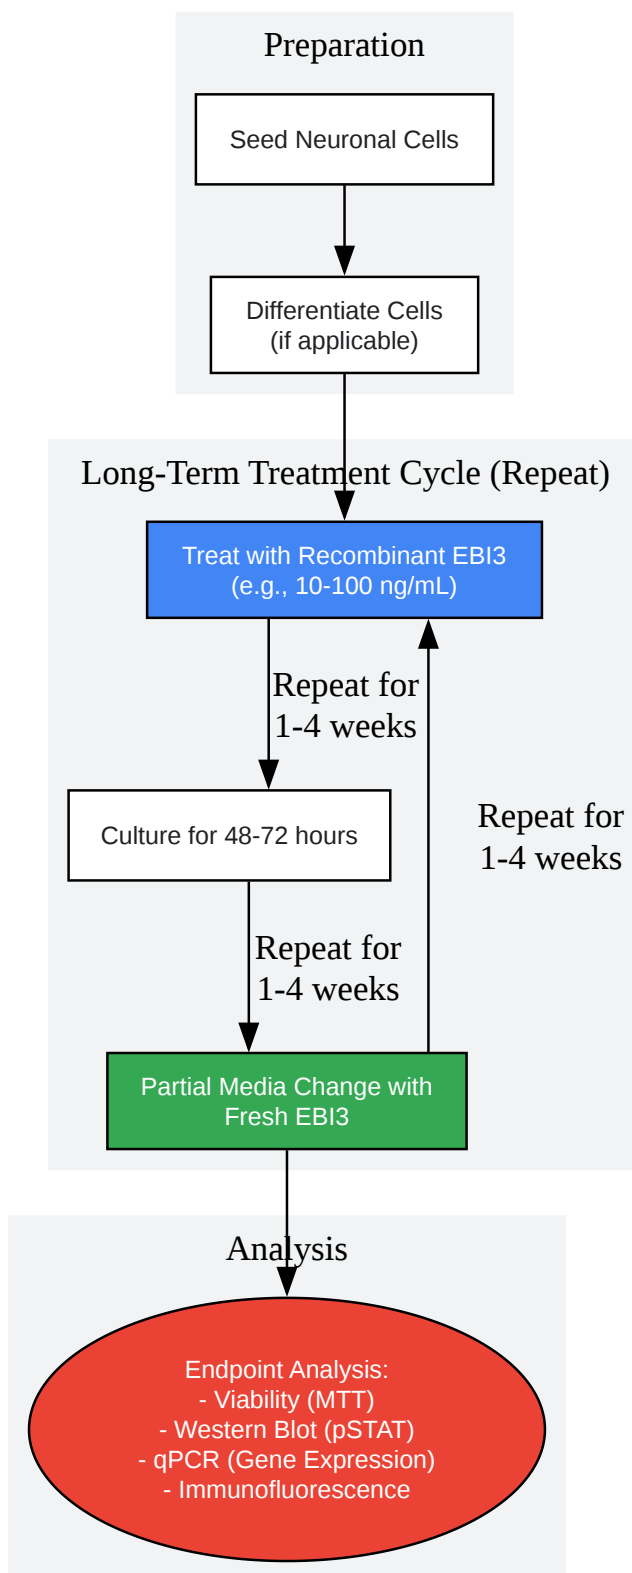 Preparation
Seed Neuronal Cells
Differentiate Cells
(if applicable)
Long-Term Treatment Cycle (Repeat)
Treat with Recombinant EBI3
(e.g., 10-100 ng/mL)
Repeat for
1-4 weeks
Culture for 48-72 hours
Repeat for
1-4 weeks
Repeat for
1-4 weeks
Partial Media Change with
Fresh EBI3
Analysis
Endpoint Analysis:
- Viability (MTT)
- Western Blot (pSTAT)
- qPCR (Gene Expression)
- Immunofluorescence